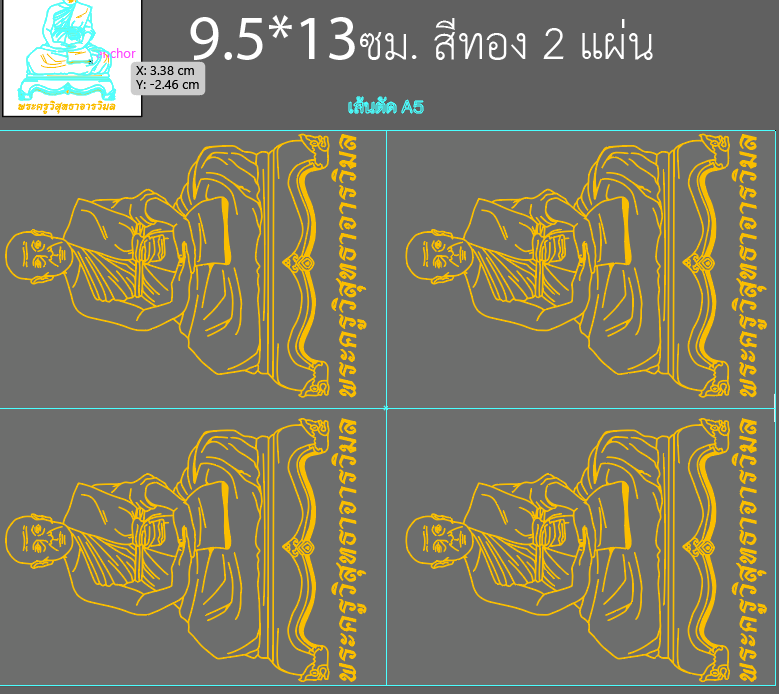 9.5*13ซม. สีทอง 2 แผ่น
anchor
X: 3.38 cm
Y: -2.46 cm
พระครูวิสุทธาจารวิมล
เส้นตัด A5
พระครูวิสุทธาจารวิมล
พระครูวิสุทธาจารวิมล
พระครูวิสุทธาจารวิมล
พระครูวิสุทธาจารวิมล